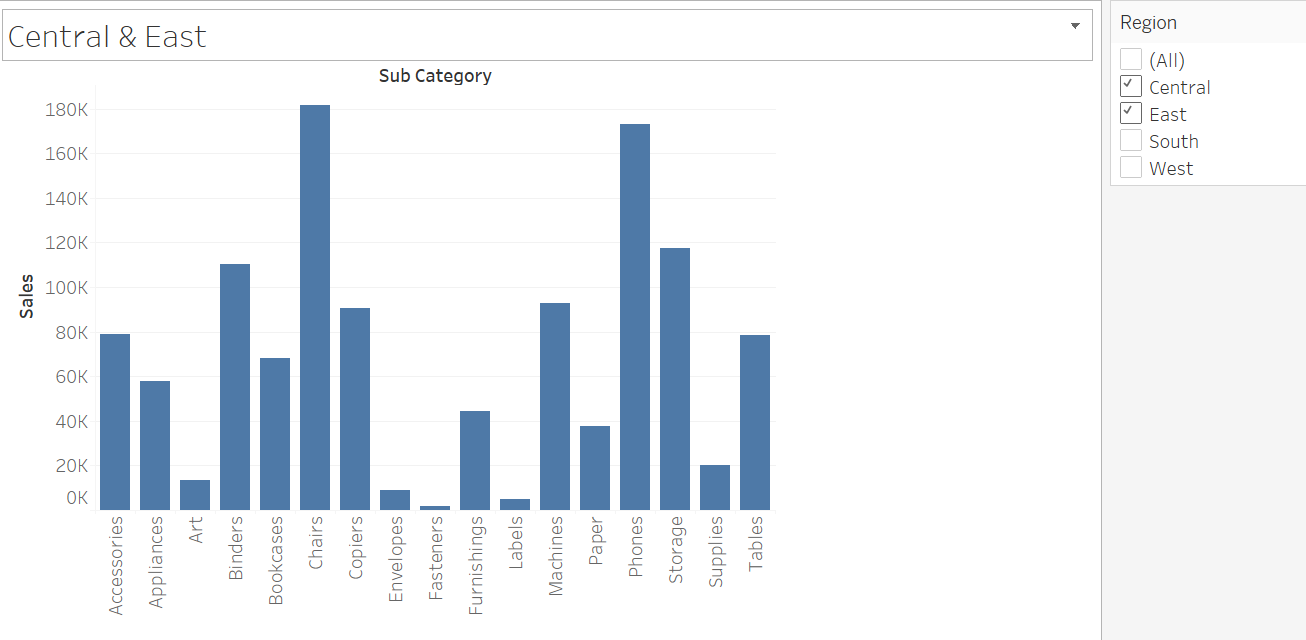 Central & East
Sub Category
180K
160K
140K
120K
100K
80K
60K
40K
20K
0K
Sales
Accessories
Appliances
Art
Binders
Bookcases
Chairs
Copiers
Envelopes
Fasteners
Furnishings
Labels
Machines
Paper
Phones
Storage
Supplies
Tables
Region
(All)
Central
East
South
West